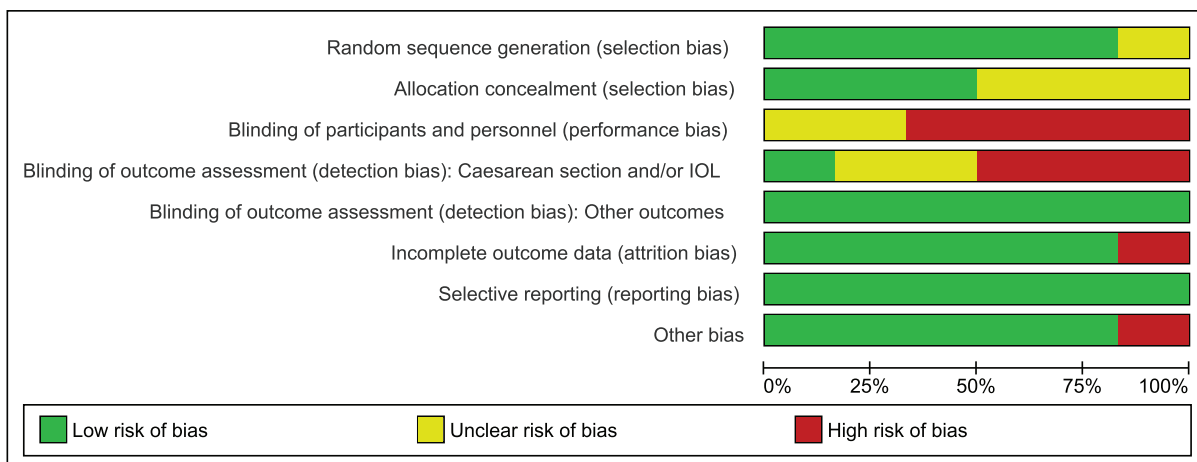 Random sequence generation (selection bias)
Allocation concealment (selection bias)
Blinding of participants and personnel (performance bias)
Blinding of outcome assessment (detection bias): Caesarean section and/or IOL
Blinding of outcome assessment (detection bias): Other outcomes
Incomplete outcome data (attrition bias)
Selective reporting (reporting bias)
Other bias
0% 25% 50% 75% 100%
Low risk of bias Unclear risk of bias High risk of bias